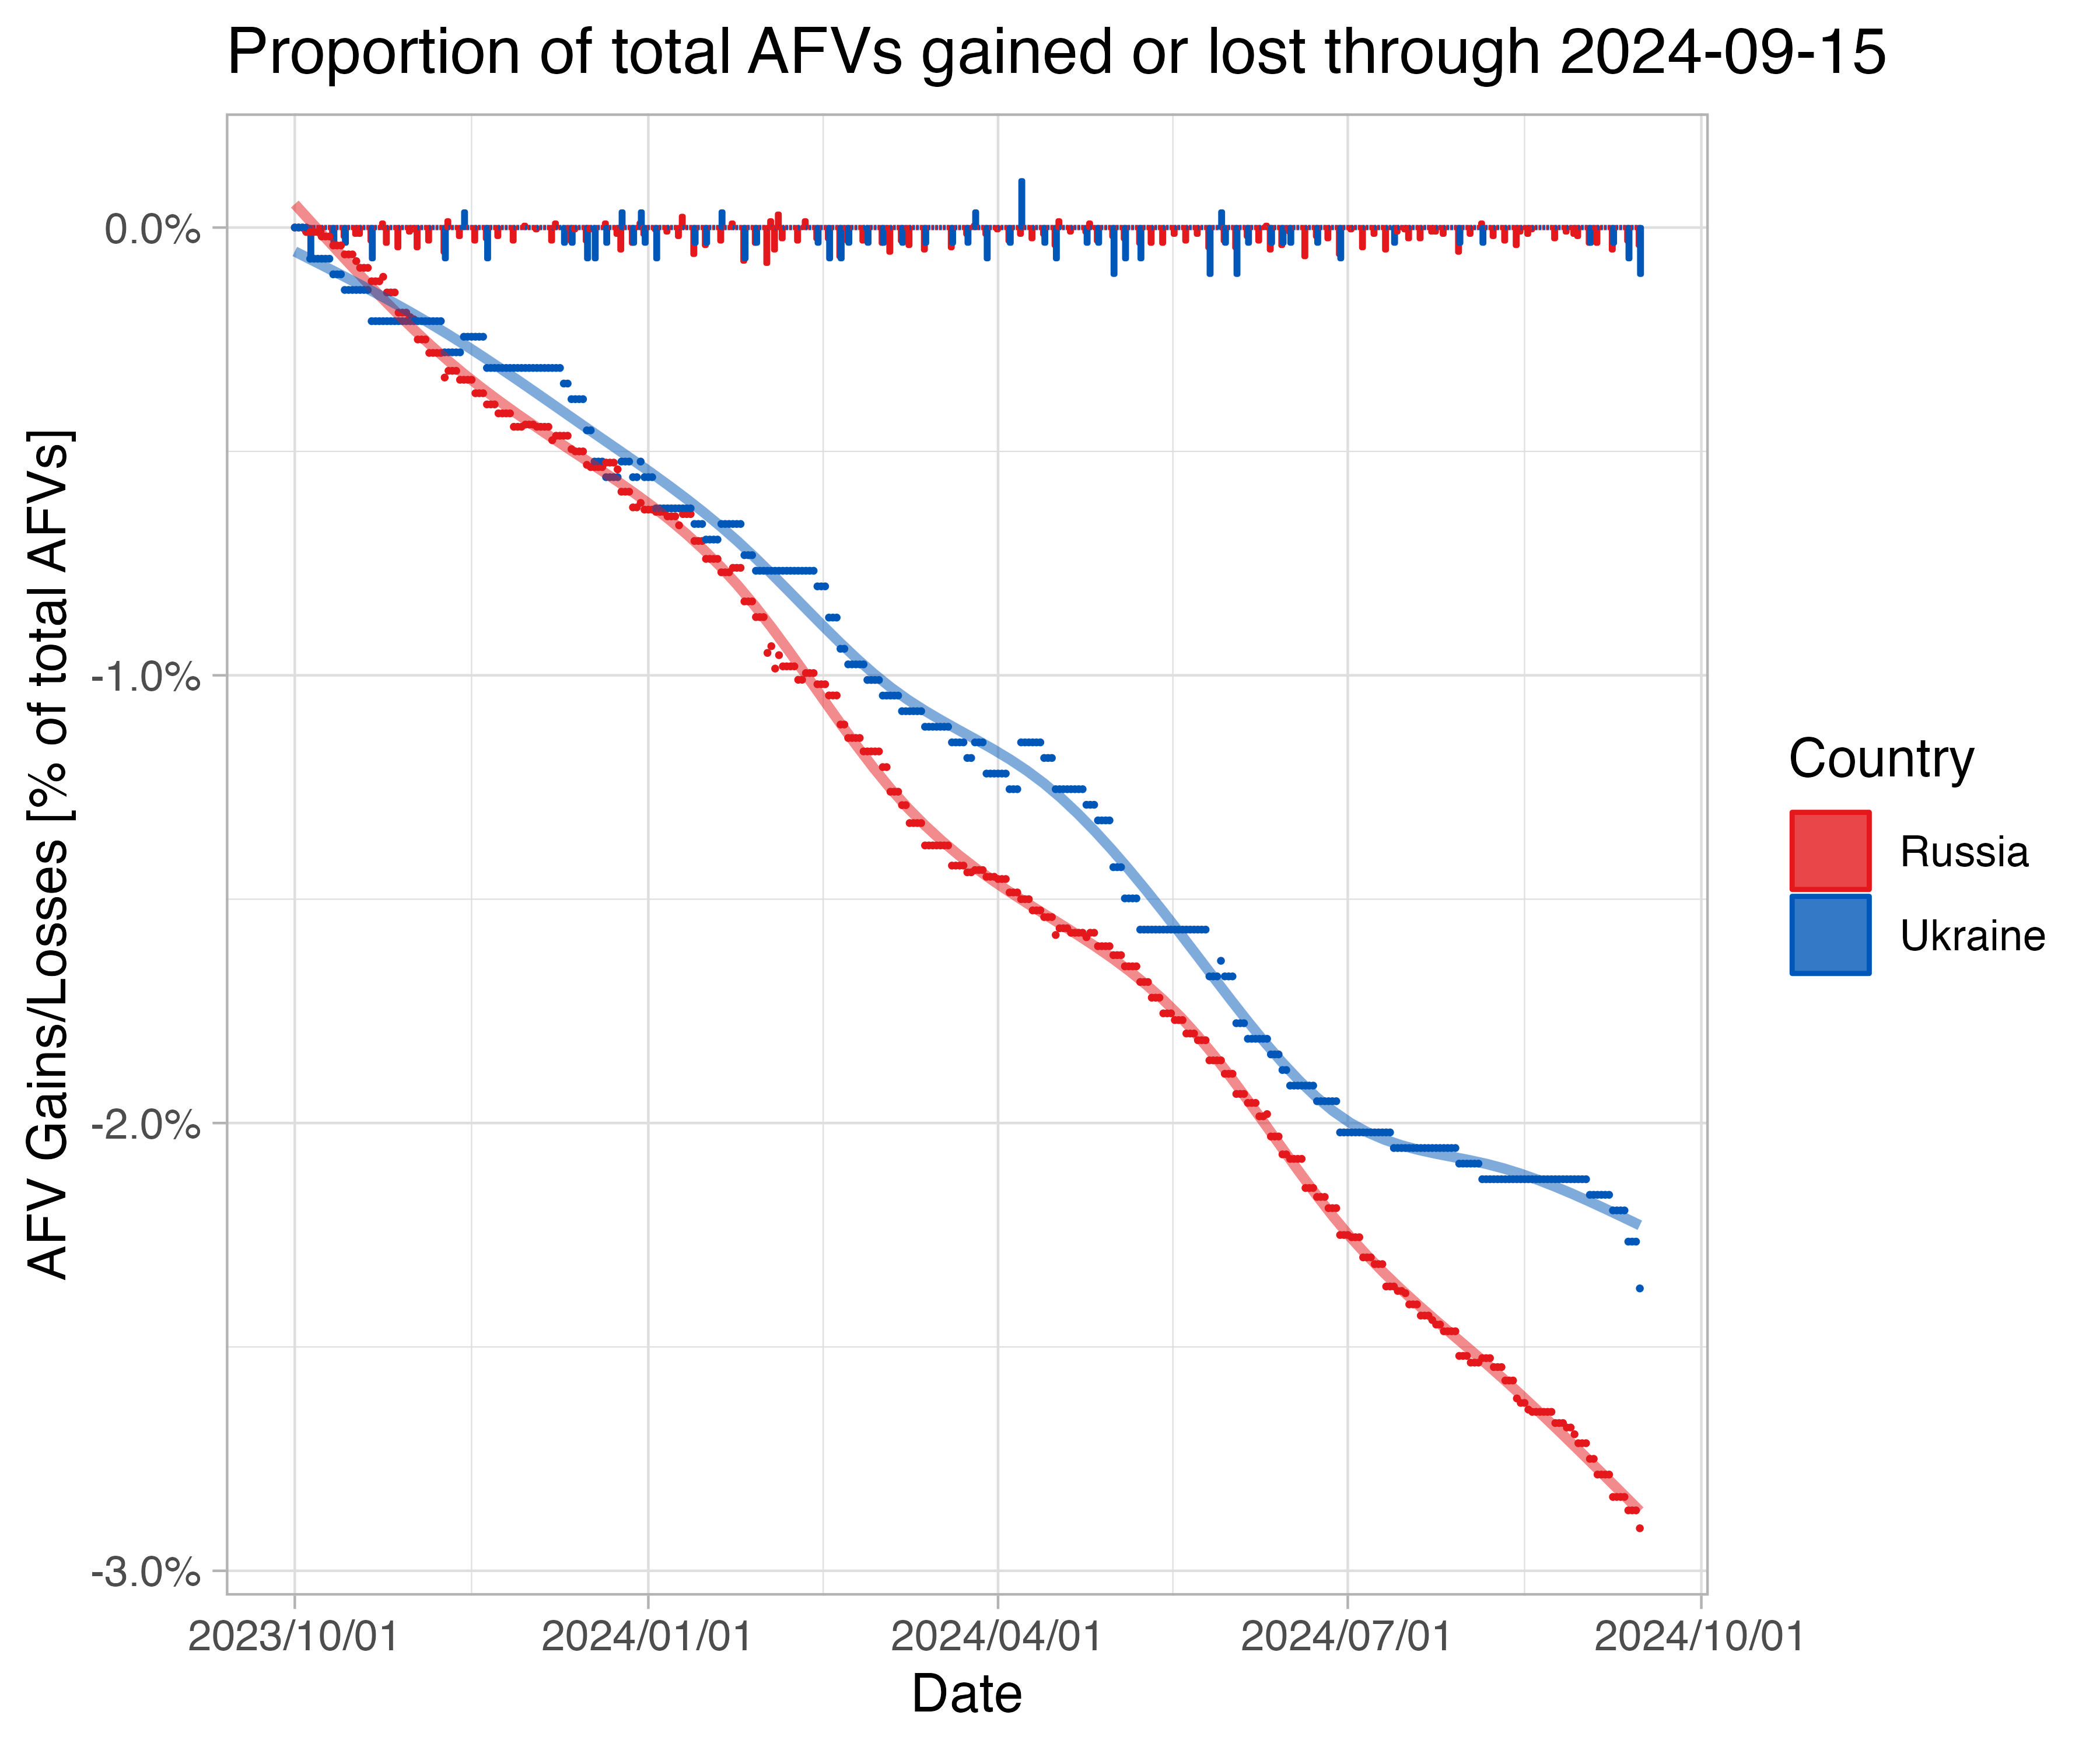 Proportion of total AFVs gained or lost through 2024-09-15
AFV Gains/Losses [% of total AFVs]
0.0%
-1.0%
-2.0%
-3.0%
2023/10/01 2024/01/01 2024/04/01 2024/07/01 2024/10/01
Date
Country
Russia
Ukraine